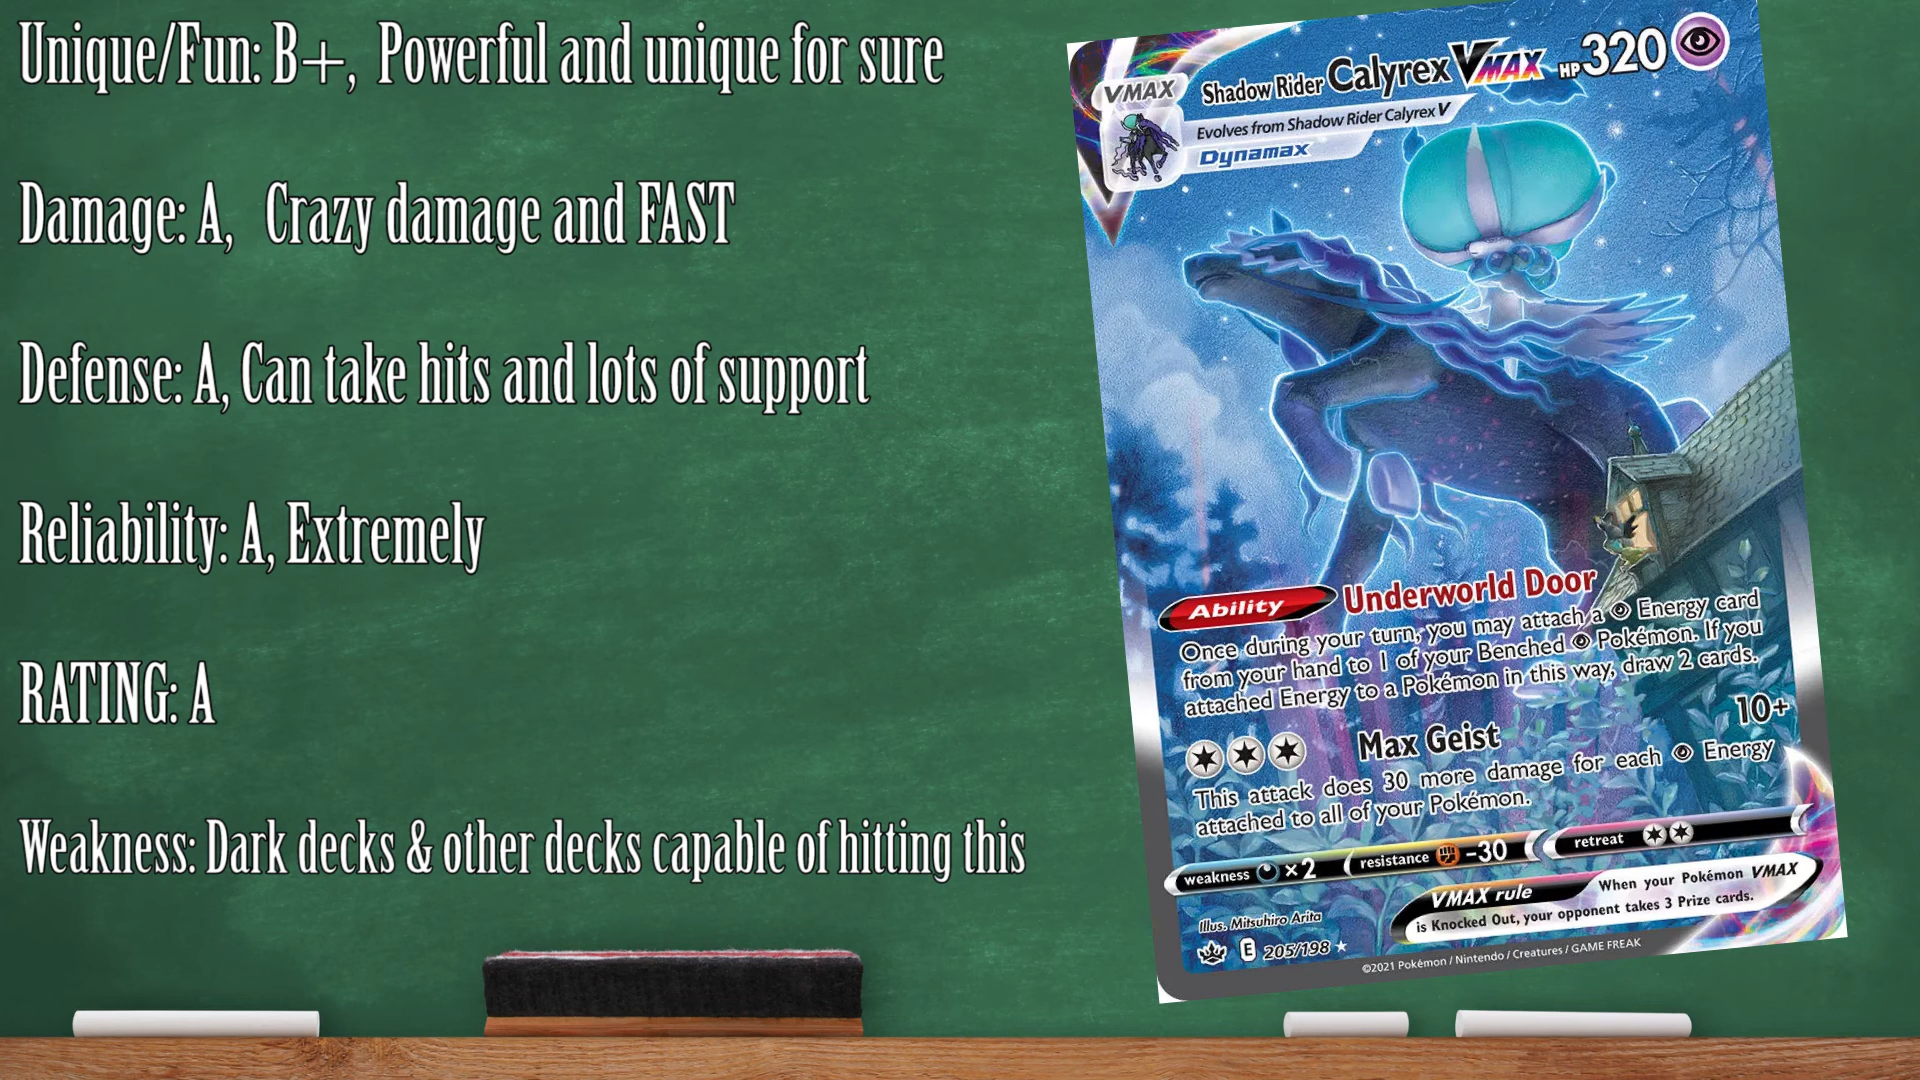 Unique/Fun: B+, Powerful and unique for sure
Damage: A, Crazy damage and FAST
Defense: A, Can take hits and lots of support
Reliability: A, Extremely
RATING: A
Weakness: Dark decks & other decks capable of hitting this
VMAX
Shadow Rider Calyrex VMAX HP 320
Evolves from Shadow Rider Calyrex V
Dynamax
Ability Underworld Door
Once during your turn, you may attach a Energy card
from your hand to 1 of your Benched Pokémon. If you
attached Energy to a Pokémon in this way, draw 2 cards.
Max Geist 10+
This attack does 30 more damage for each Energy
attached to all of your Pokémon.
weakness ×2 resistance -30 retreat
VMAX rule When your Pokémon VMAX
is Knocked Out, your opponent takes 3 Prize cards.
Illus. Mitsuhiro Arita
E 205/198 ★
©2021 Pokémon / Nintendo / Creatures / GAME FREAK